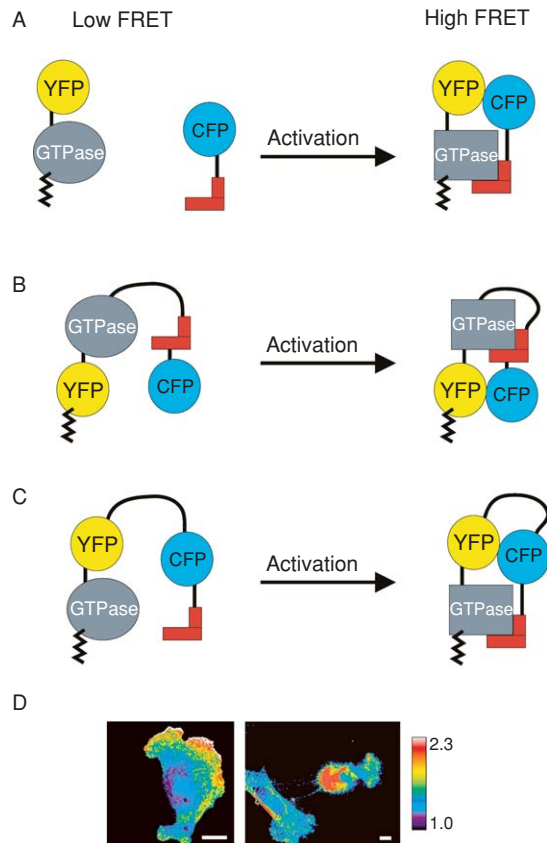 A Low FRET High FRET
YFP
GTPase
CFP
Activation
YFP
CFP
GTPase
B
GTPase
YFP
CFP
Activation
GTPase
YFP
CFP
C
YFP
CFP
GTPase
Activation
YFP
CFP
GTPase
D
2.3
1.0